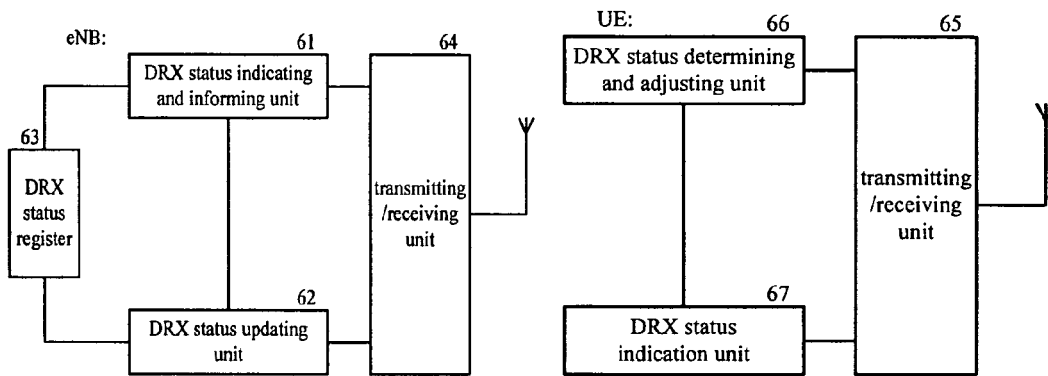 eNB:
61
DRX status indicating
and informing unit
64
63
DRX
status
register
transmitting
/receiving
unit
62
DRX status updating
unit
UE:
66
DRX status determining
and adjusting unit
65
transmitting
/receiving
unit
67
DRX status
indication unit